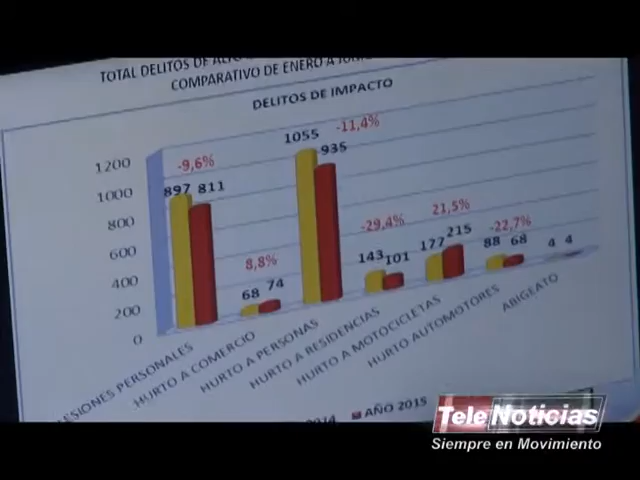 TOTAL DELITOS DE ALTO
COMPARATIVO DE ENERO A
DELITOS DE IMPACTO
1200
1000
800
600
400
200
0
-9,6%
897 811
8,8%
68 74
1055 -11,4%
935
-29,4%
143 101
21,5%
177 215
-22,7%
88 68
4 4
LESIONES PERSONALES
HURTO A COMERCIO
HURTO A PERSONAS
HURTO A RESIDENCIAS
HURTO A MOTOCICLETAS
HURTO AUTOMOTORES
ABIGEATO
2014 AÑO 2015
TeleNoticias
Siempre en Movimiento